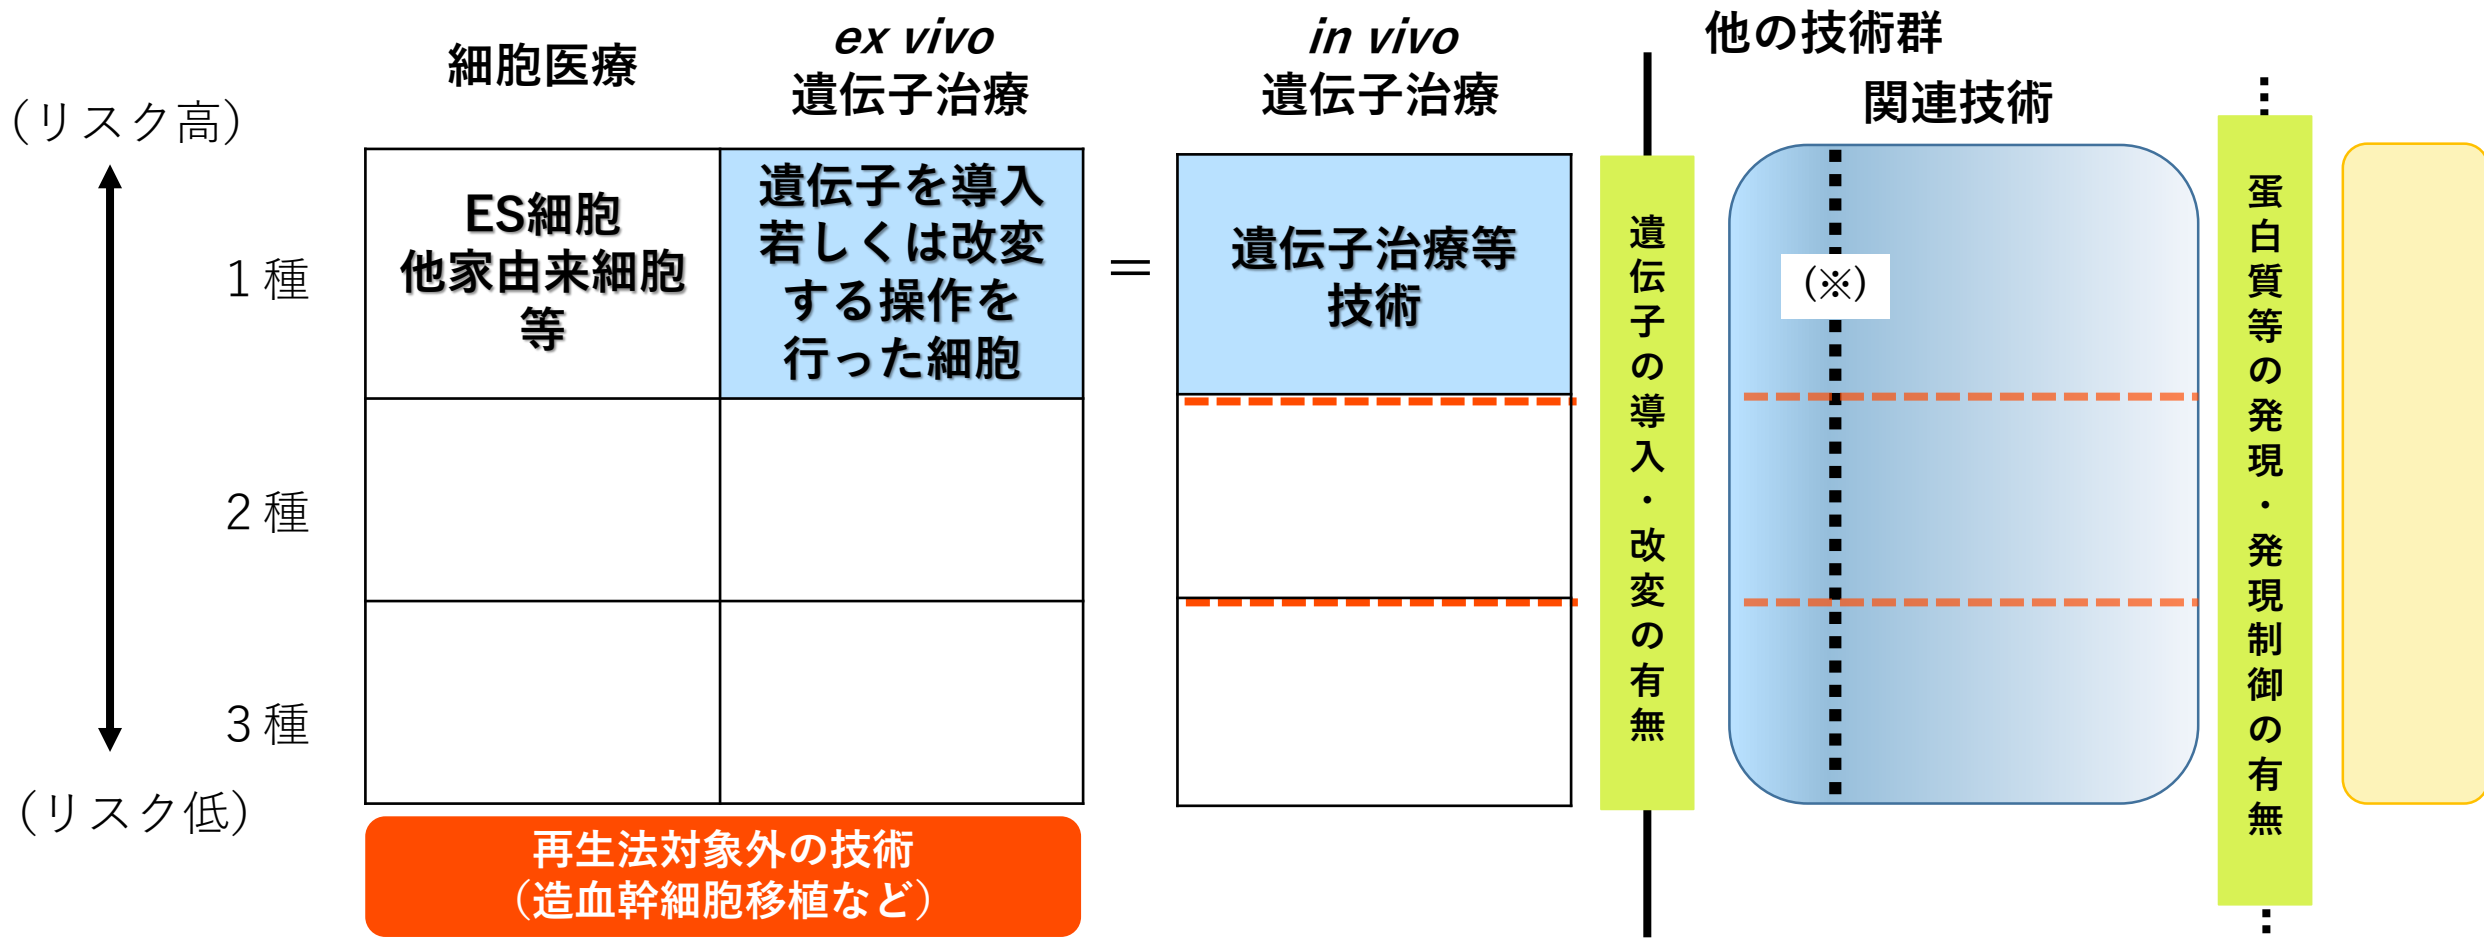 細胞医療
ex vivo
遺伝子治療
in vivo
遺伝子治療
他の技術群
関連技術
（リスク高）
1種
2種
3種
（リスク低）
ES細胞
他家由来細胞
等
遺伝子を導入
若しくは改変
する操作を
行った細胞
＝
遺伝子治療等
技術
遺伝子の導入・改変の有無
（※）
蛋白質等の発現・発現制御の有無
再生法対象外の技術
（造血幹細胞移植など）